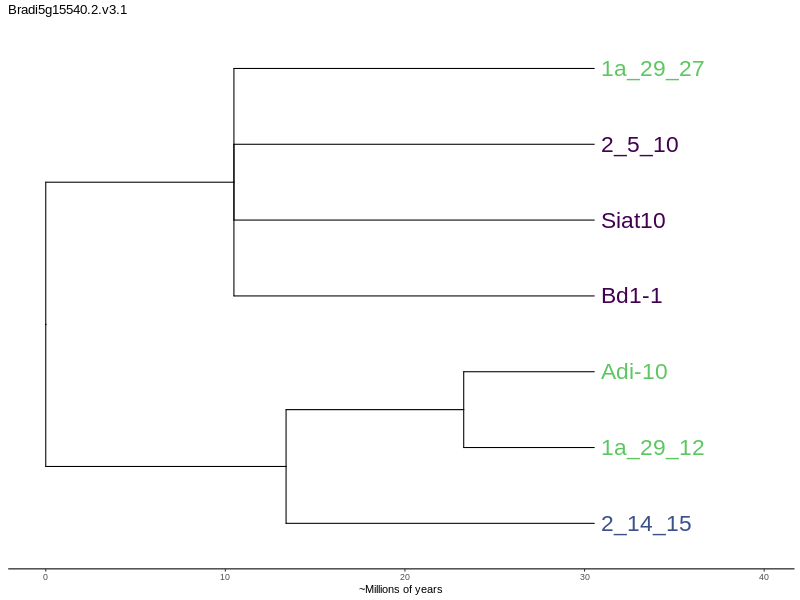 Bradi5g15540.2.v3.1
1a_29_27
2_5_10
Siat10
Bd1-1
Adi-10
1a_29_12
2_14_15
0 10 20 30 40
~Millions of years